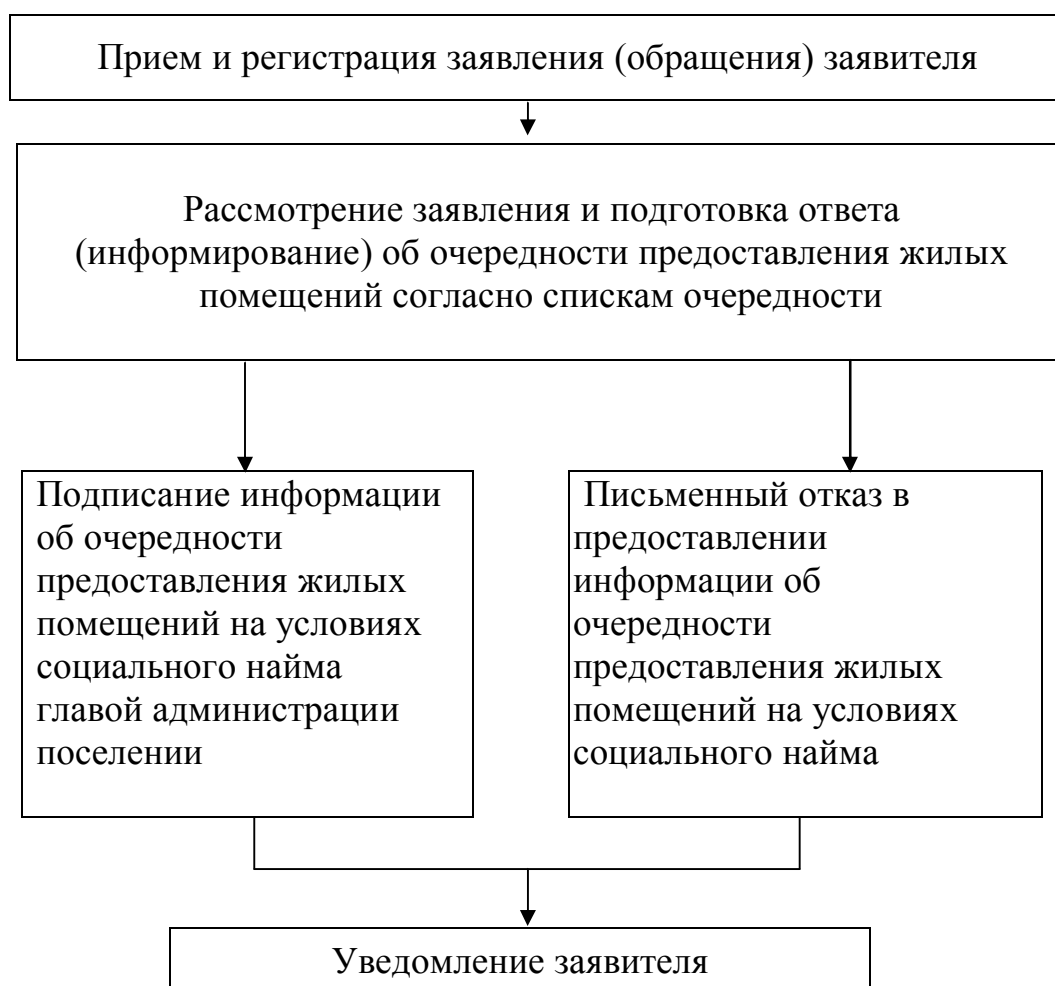 Прием и регистрация заявления (обращения) заявителя
Рассмотрение заявления и подготовка ответа
(информирование) об очередности предоставления жилых
помещений согласно спискам очередности
Подписание информации
об очередности
предоставления жилых
помещений на условиях
социального найма
главой администрации
поселении
Письменный отказ в
предоставлении
информации об
очередности
предоставления жилых
помещений на условиях
социального найма
Уведомление заявителя